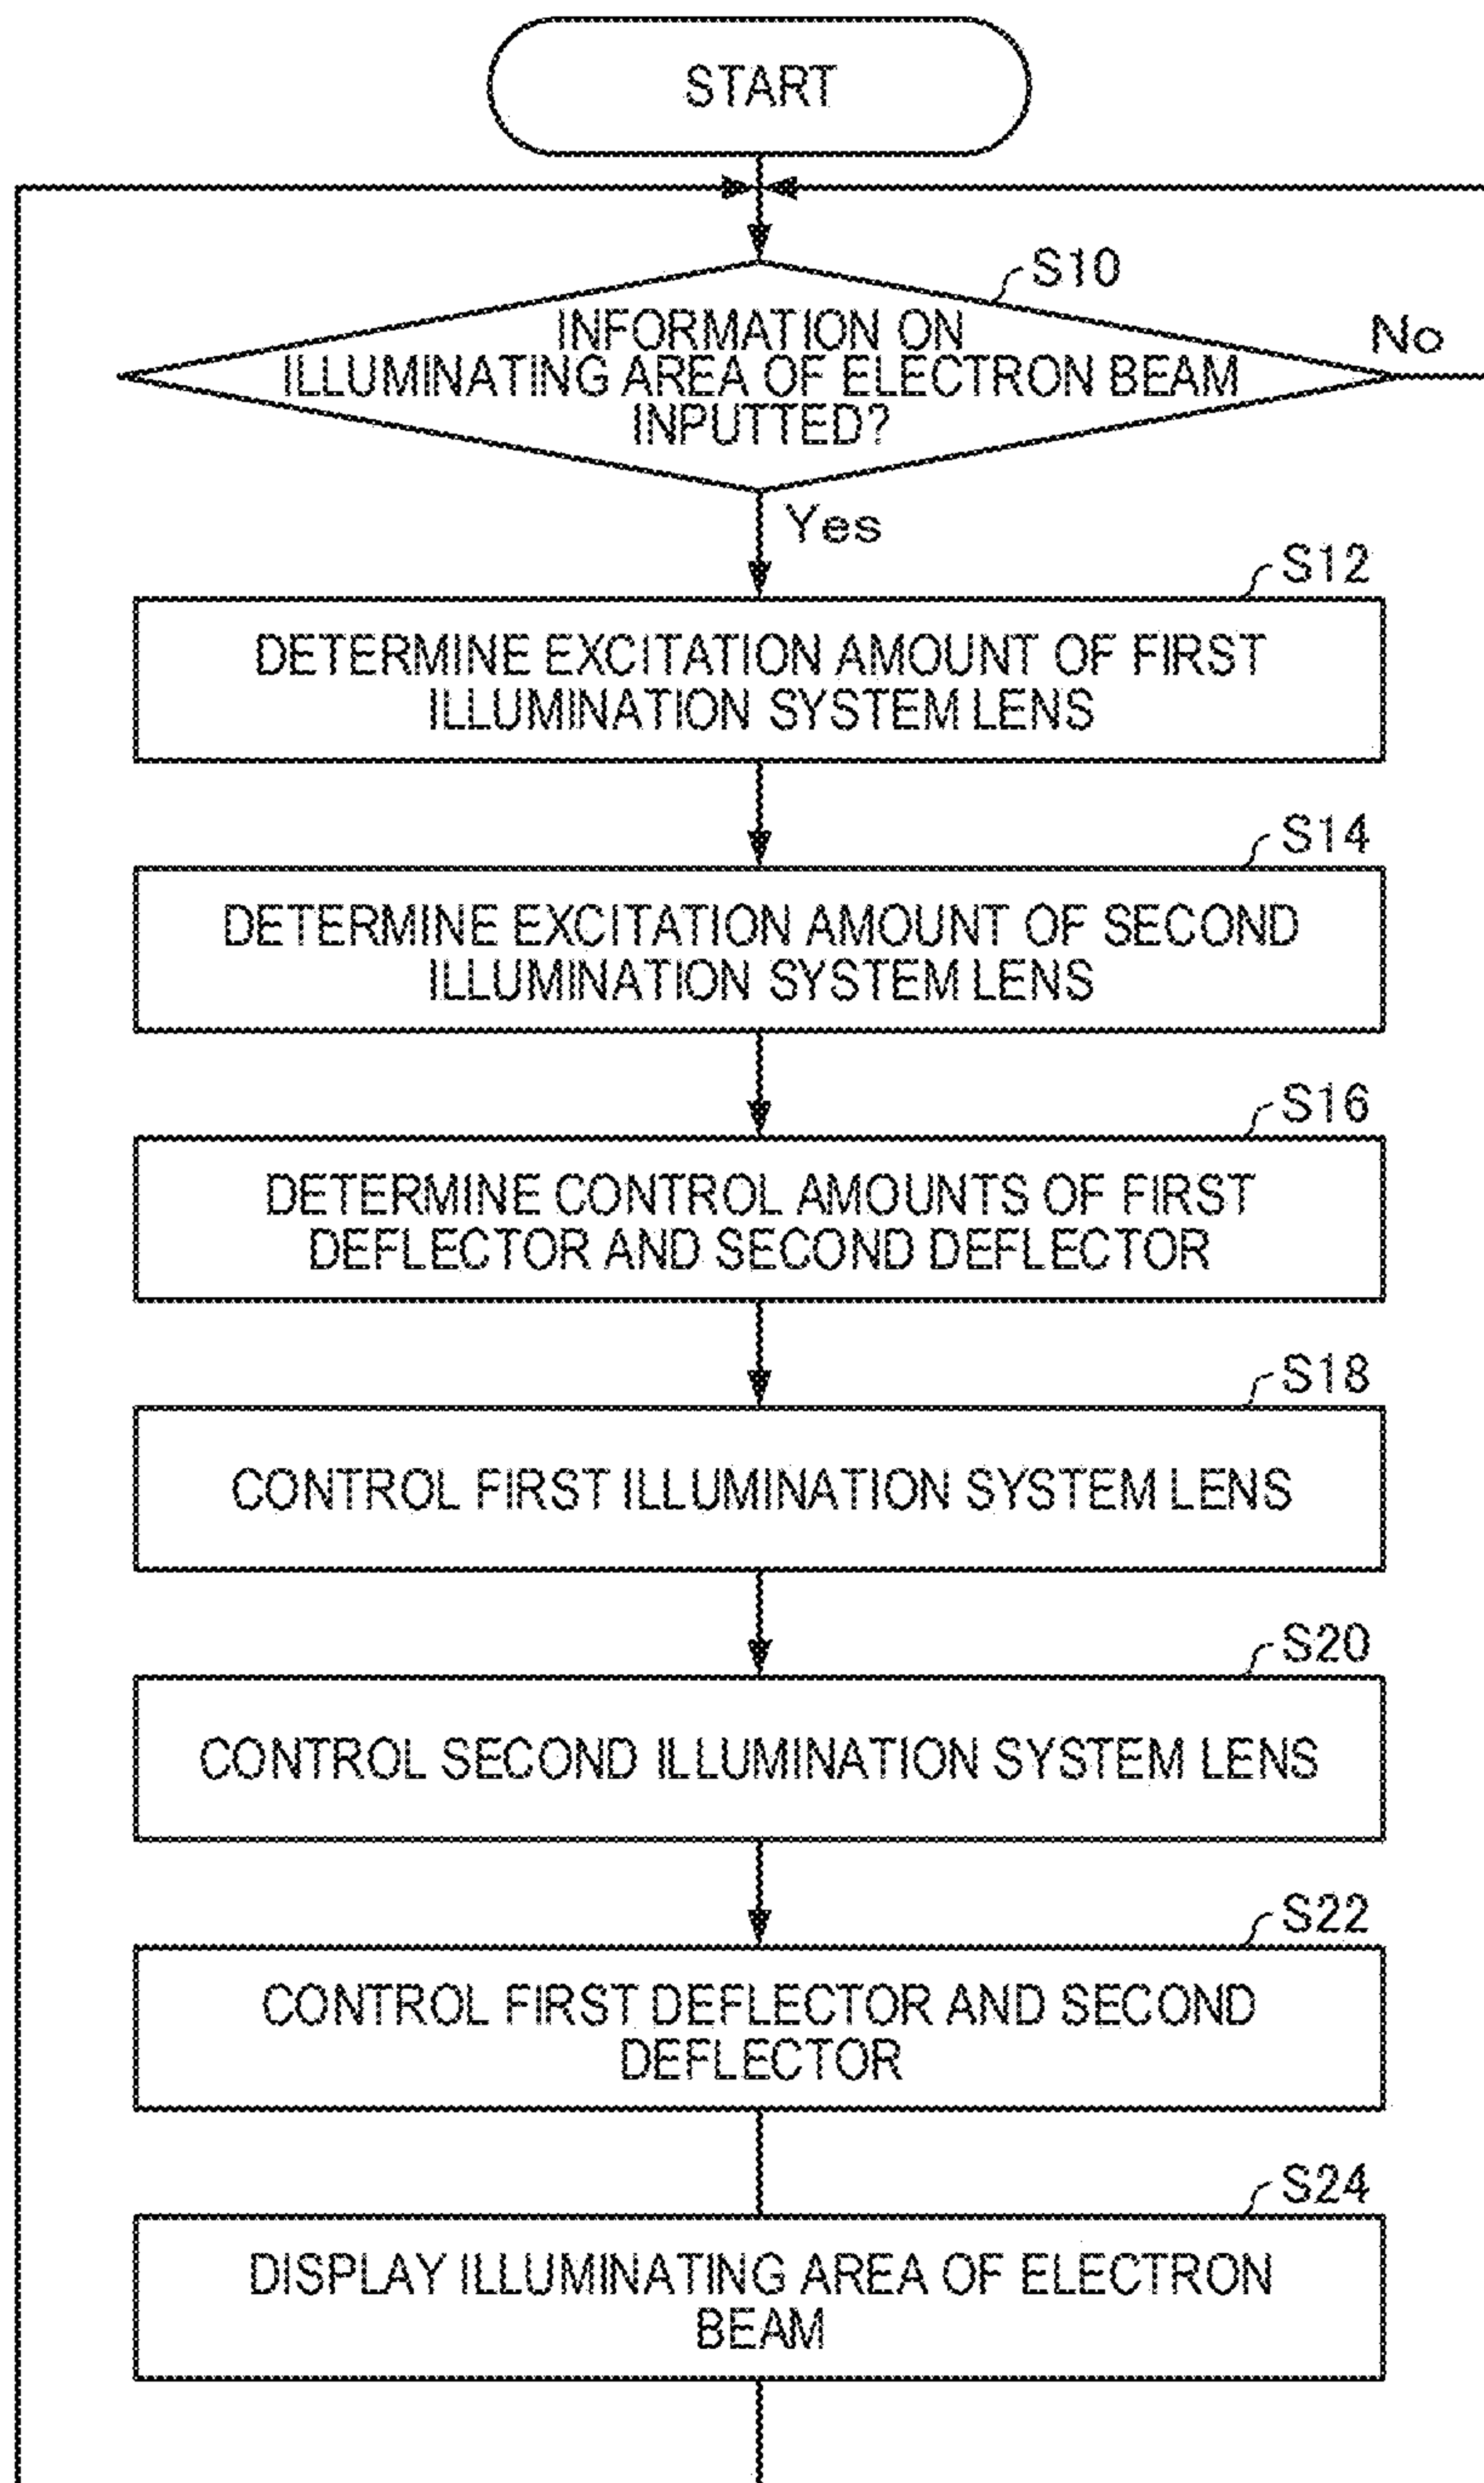 START
S10
INFORMATION ON
ILLUMINATING AREA OF ELECTRON BEAM
INPUTTED?
No
Yes
S12
DETERMINE EXCITATION AMOUNT OF FIRST
ILLUMINATION SYSTEM LENS
S14
DETERMINE EXCITATION AMOUNT OF SECOND
ILLUMINATION SYSTEM LENS
S16
DETERMINE CONTROL AMOUNTS OF FIRST
DEFLECTOR AND SECOND DEFLECTOR
S18
CONTROL FIRST ILLUMINATION SYSTEM LENS
S20
CONTROL SECOND ILLUMINATION SYSTEM LENS
S22
CONTROL FIRST DEFLECTOR AND SECOND
DEFLECTOR
S24
DISPLAY ILLUMINATING AREA OF ELECTRON
BEAM